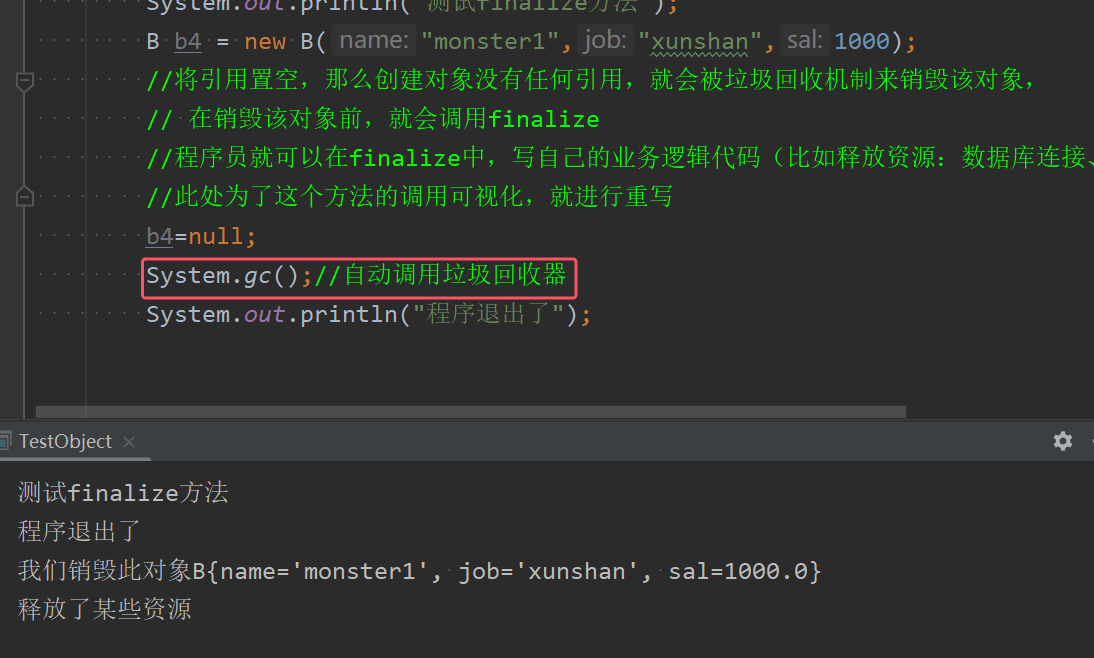 System.out.println("测试finalize方法");
B b4 = new B( name: "monster1", job: "xunshan", sal: 1000);
//将引用置空，那么创建对象没有任何引用，就会被垃圾回收机制来销毁该对象，
// 在销毁该对象前，就会调用finalize
//程序员就可以在finalize中，写自己的业务逻辑代码（比如释放资源：数据库连接、
//此处为了这个方法的调用可视化，就进行重写
b4=null;
System.gc();//自动调用垃圾回收器
System.out.println("程序退出了");
TestObject
测试finalize方法
程序退出了
我们销毁此对象B{name='monster1', job='xunshan', sal=1000.0}
释放了某些资源